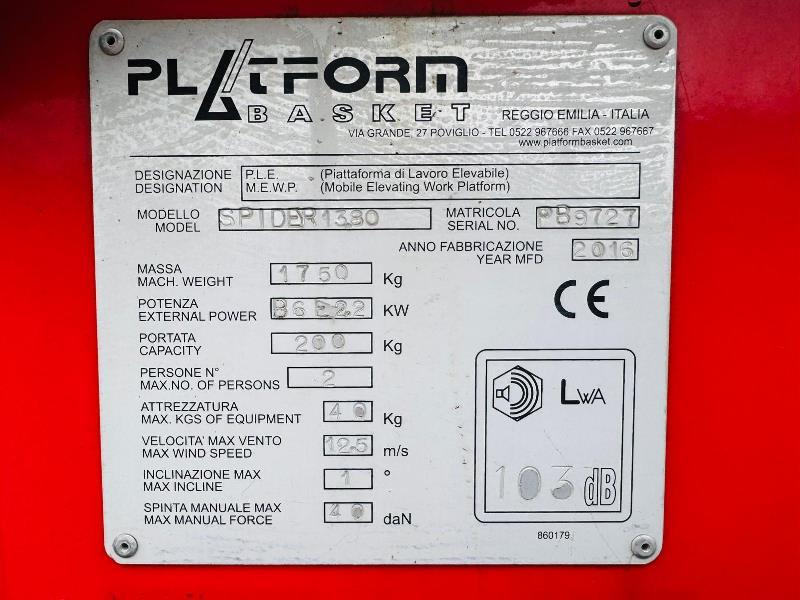 PLATFORM
BASKET
REGGIO EMILIA - ITALIA
VIA GRANDE, 27 POVIGLIO - TEL 0522 967666 FAX 0522 967667
www.platformbasket.com
DESIGNAZIONE P.L.E. (Piattaforma di Lavoro Elevabile)
DESIGNATION M.E.W.P. (Mobile Elevating Work Platform)
MODELLO
MODEL SPIDER1380
MATRICOLA
SERIAL NO. PB9727
ANNO FABBRICAZIONE
YEAR MFD 2016
MASSA
MACH. WEIGHT 1750 Kg
POTENZA
EXTERNAL POWER B6E2.2 KW
PORTATA
CAPACITY 200 Kg
PERSONE N°
MAX.NO. OF PERSONS 2
ATTREZZATURA
MAX. KGS OF EQUIPMENT 40 Kg
VELOCITA' MAX VENTO
MAX WIND SPEED 12.5 m/s
INCLINAZIONE MAX
MAX INCLINE 1 °
SPINTA MANUALE MAX
MAX MANUAL FORCE 40 daN
CE
LWA
103 dB
860179